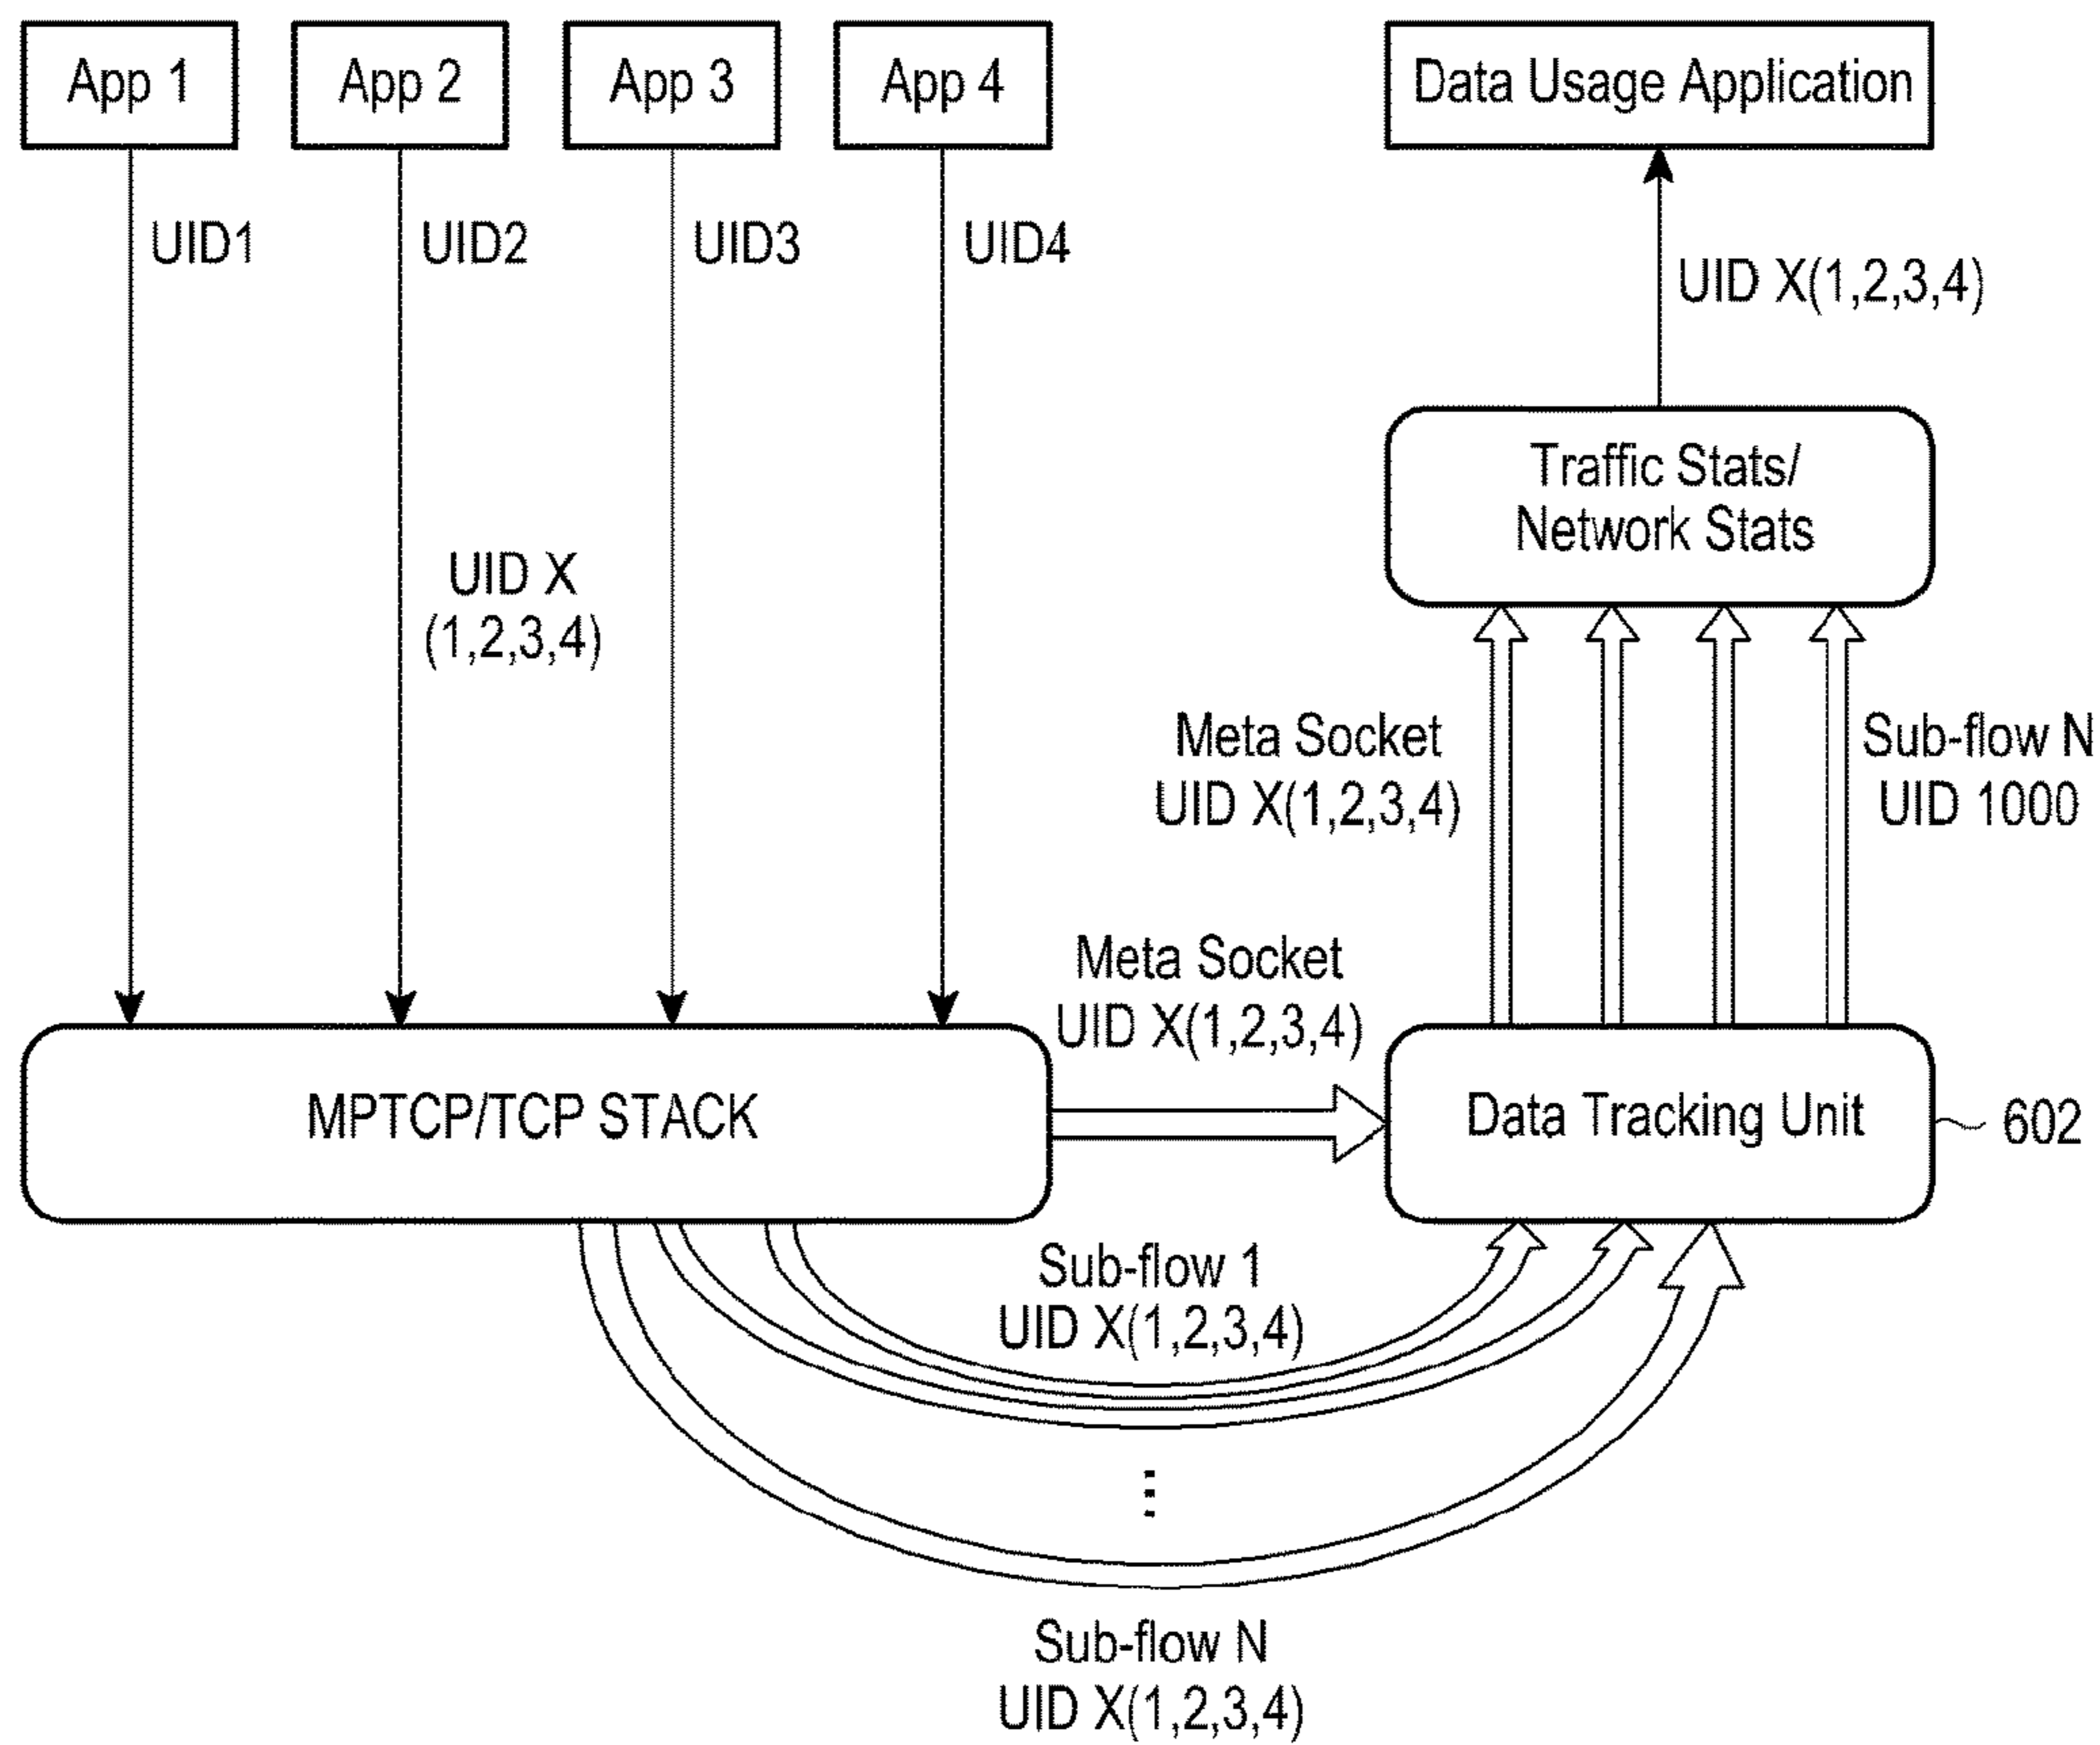 App 1
App 2
App 3
App 4
Data Usage Application
UID1
UID2
UID3
UID4
UID X(1,2,3,4)
Traffic Stats/
Network Stats
UID X
(1,2,3,4)
Meta Socket
UID X(1,2,3,4)
Sub-flow N
UID 1000
Meta Socket
UID X(1,2,3,4)
MPTCP/TCP STACK
Data Tracking Unit
602
Sub-flow 1
UID X(1,2,3,4)
Sub-flow N
UID X(1,2,3,4)